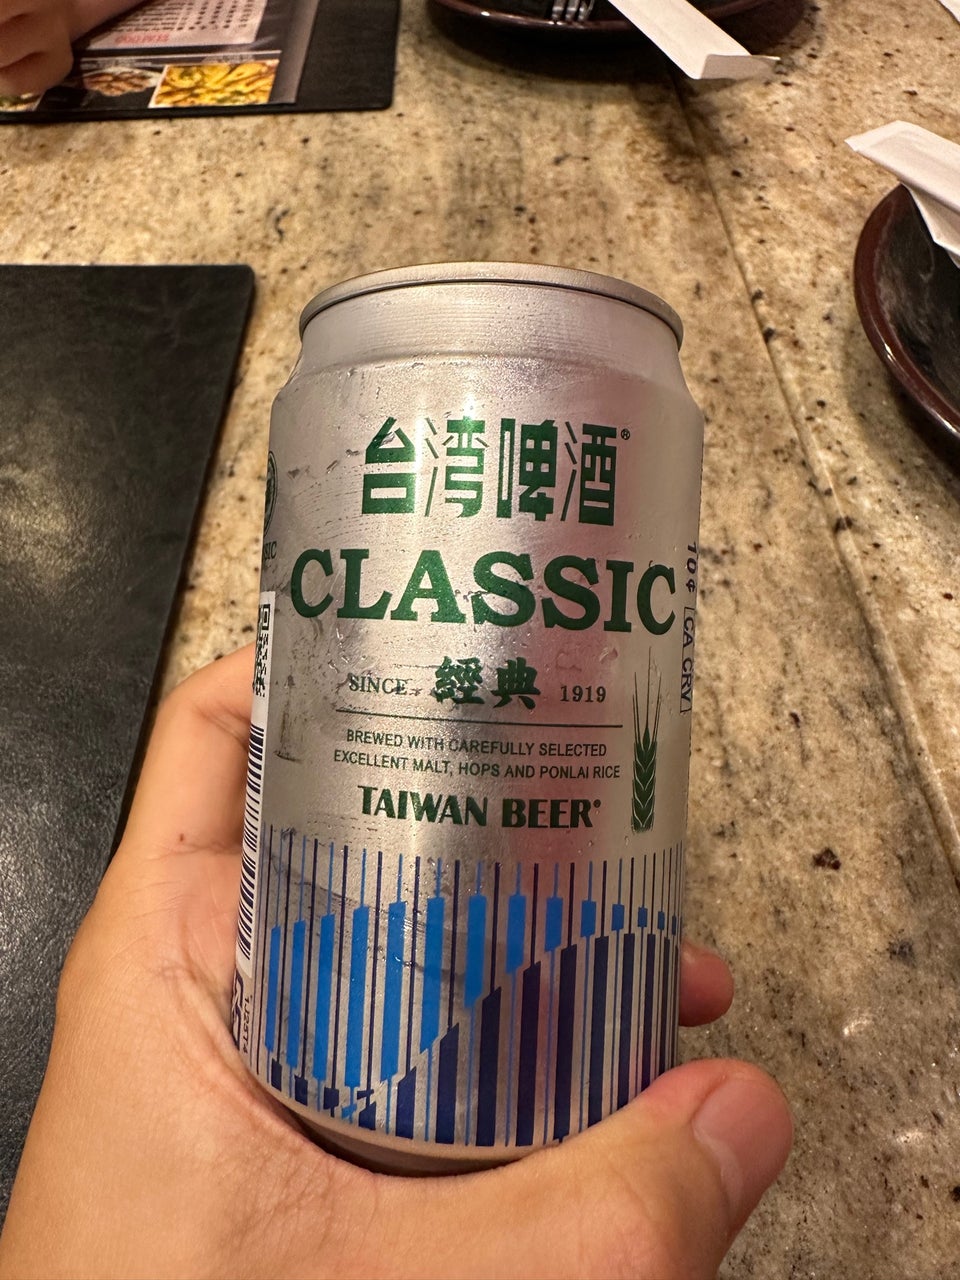 SEAFOOD
台湾啤酒®
CLASSIC
SINCE 經典 1919
BREWED WITH CAREFULLY SELECTED
EXCELLENT MALT, HOPS AND PONLAI RICE
TAIWAN BEER®
10¢ CA CRV